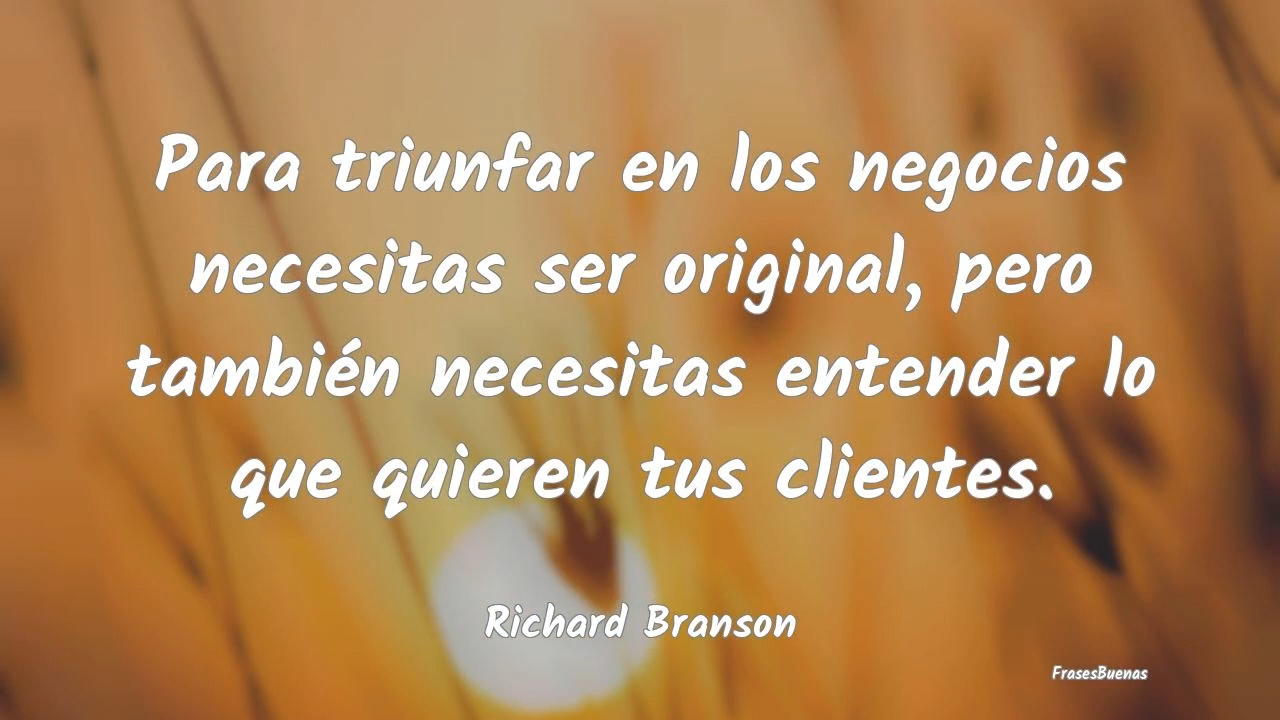 Para triunfar en los negocios
necesitas ser original, pero
también necesitas entender lo
que quieren tus clientes.
Richard Branson
FrasesBuenas